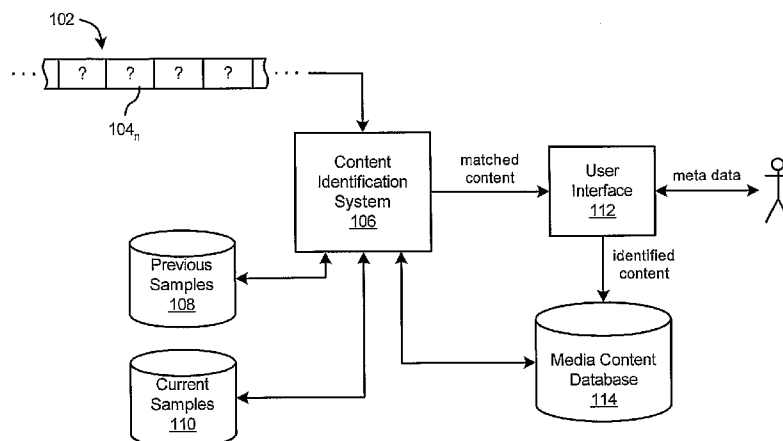 102
... ? ? ? ? ...
104n
Content
Identification
System
106
matched
content
User
Interface
112
meta data
identified
content
Previous
Samples
108
Current
Samples
110
Media Content
Database
114